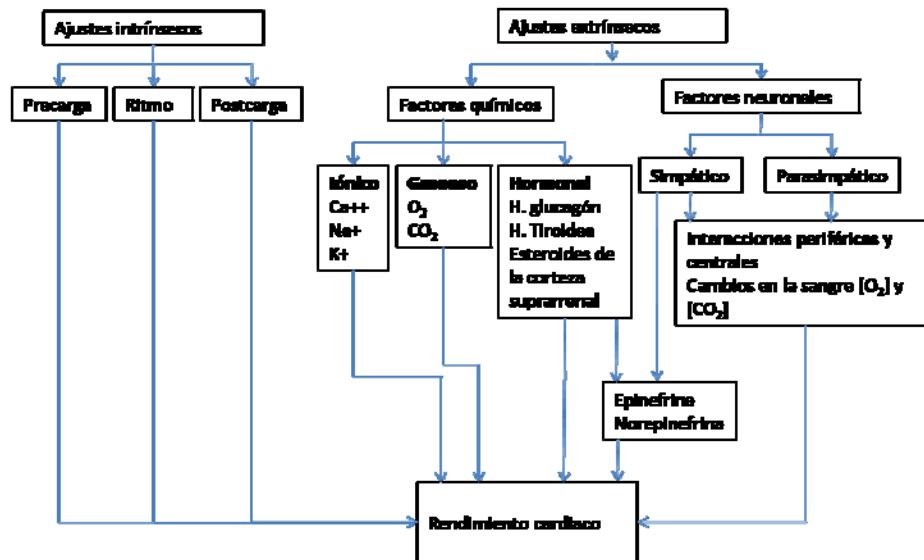 Ajustes intrínsecos
Ajustes extrínsecos
Precarga
Ritmo
Postcarga
Factores químicos
Factores neuronales
Iónico
Ca++
Na+
K+
Gaseoso
O₂
CO₂
Hormonal
H. glucagón
H. Tiroidea
Esteroides de
la corteza
suprarrenal
Simpático
Parasimpático
Interacciones periféricas y
centrales
Cambios en la sangre [O₂] y
[CO₂]
Epinefrina
Norepinefrina
Rendimiento cardiaco